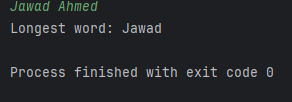 Jawad Ahmed
Longest word: Jawad
Process finished with exit code 0